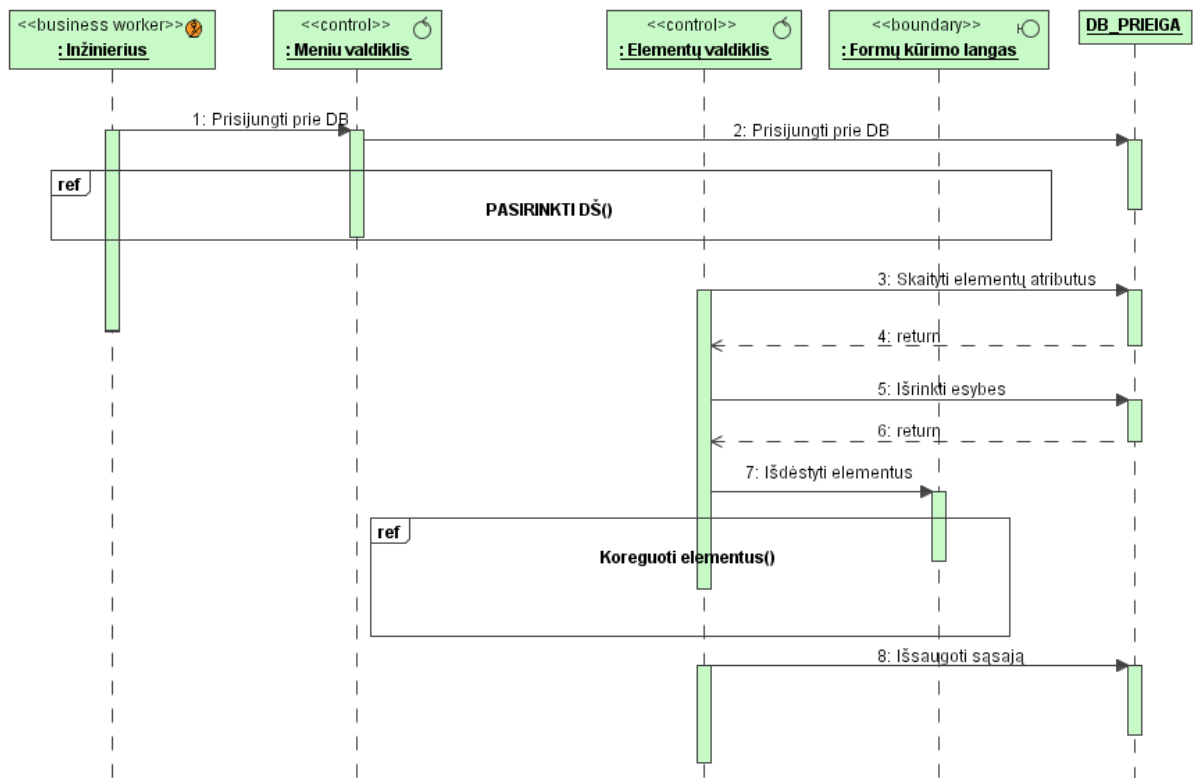 <<business worker>>
: Inžinierius
<<control>>
: Meniu valdiklis
<<control>>
: Elementų valdiklis
<<boundary>>
: Formų kūrimo langas
DB_PRIEIGA
1: Prisijungti prie DB
2: Prisijungti prie DB
ref
PASIRINKTI DŠ()
3: Skaityti elementų atributus
4: return
5: Išrinkti esybes
6: return
7: Išdėstyti elementus
ref
Koreguoti elementus()
8: Išsaugoti sąsają